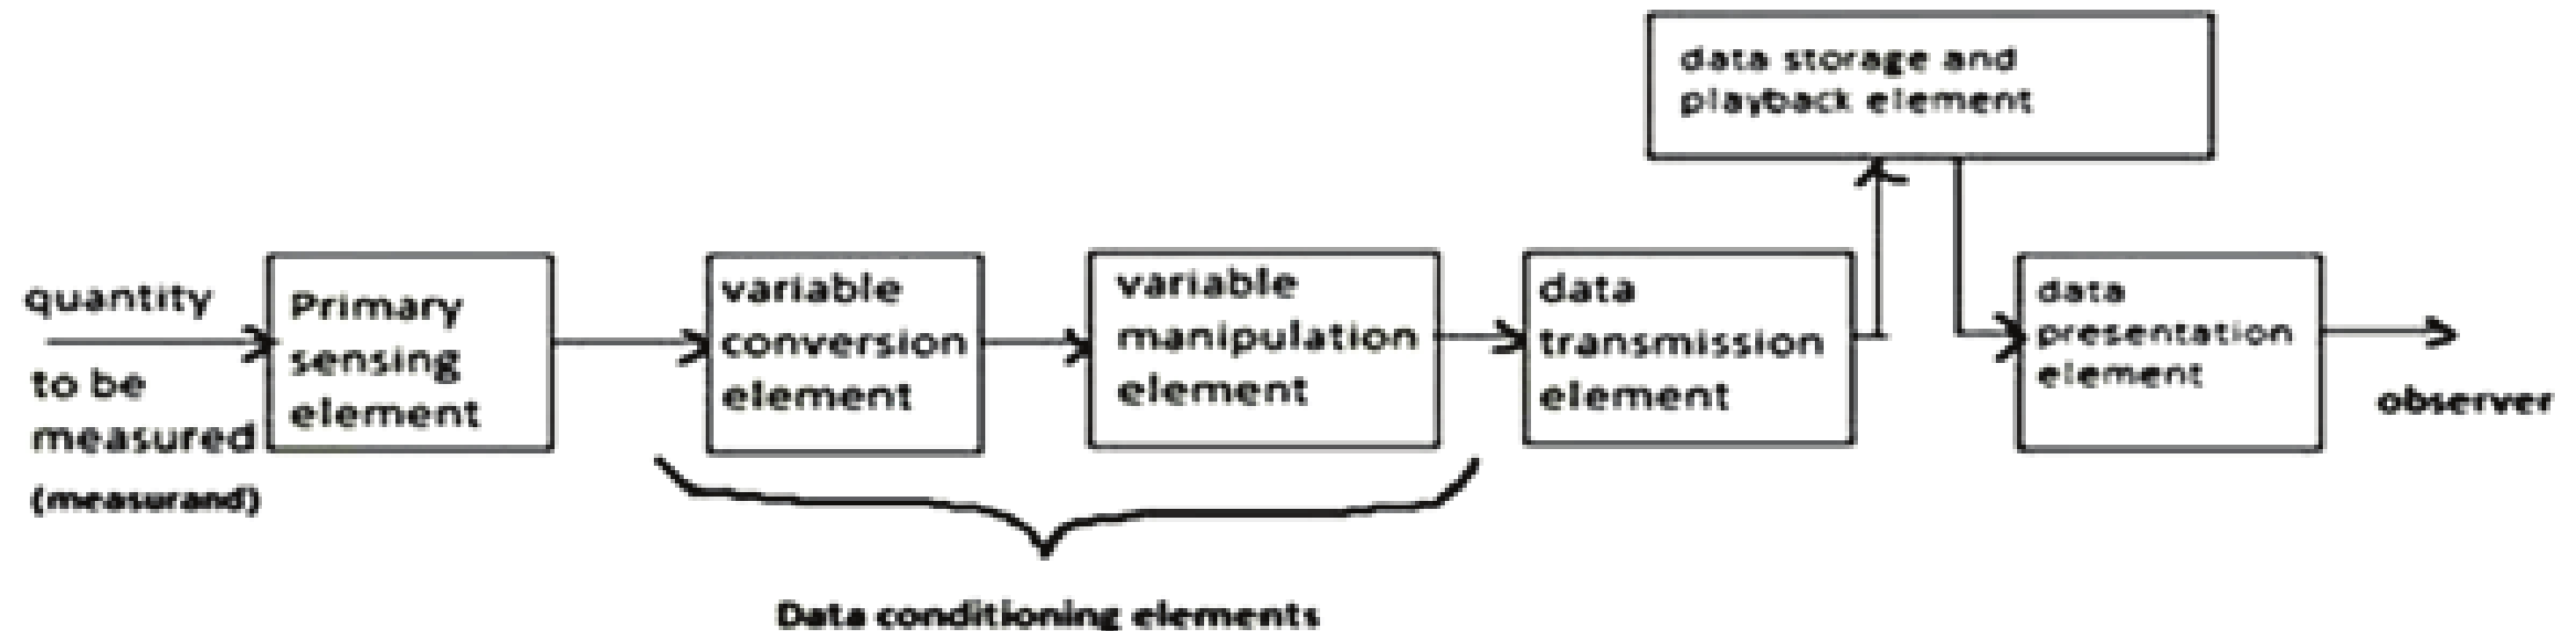 data storage and
playback element
quantity
to be
measured
(measurand)
Primary
sensing
element
variable
conversion
element
variable
manipulation
element
data
transmission
element
data
presentation
element
observer
Data conditioning elements